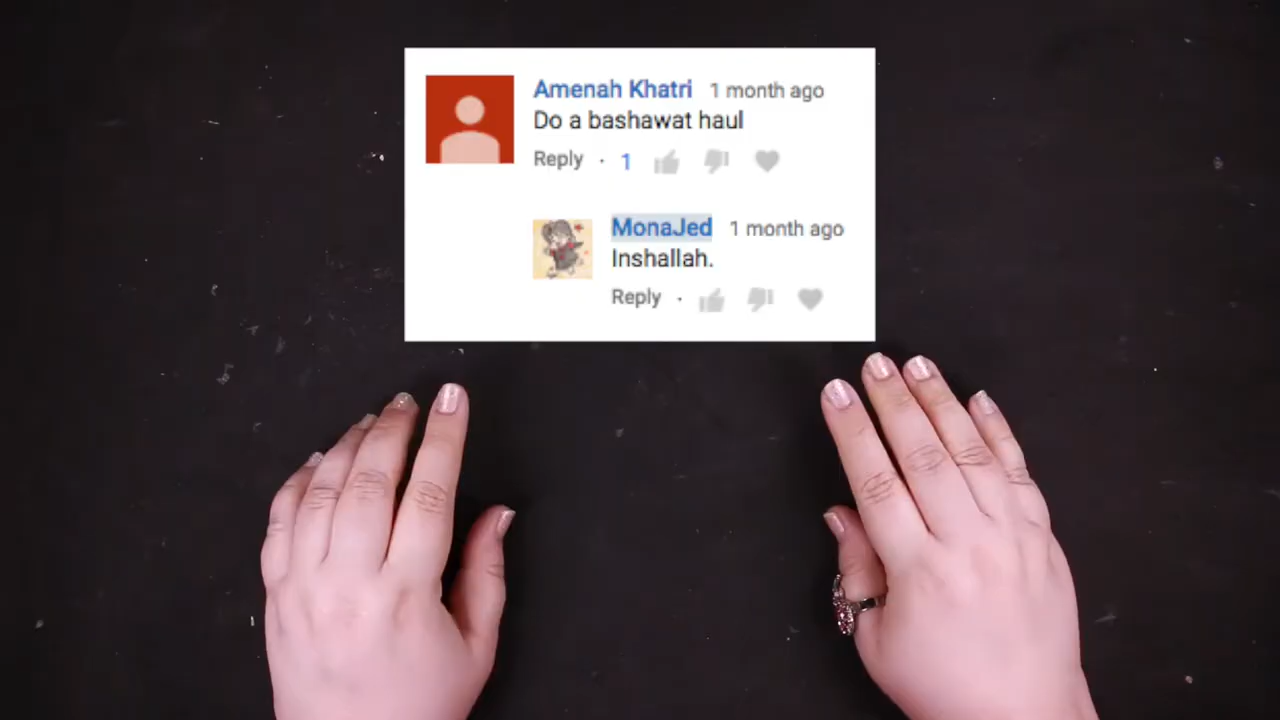 Amenah Khatri 1 month ago
Do a bashawat haul
Reply · 1
MonaJed 1 month ago
Inshallah.
Reply ·